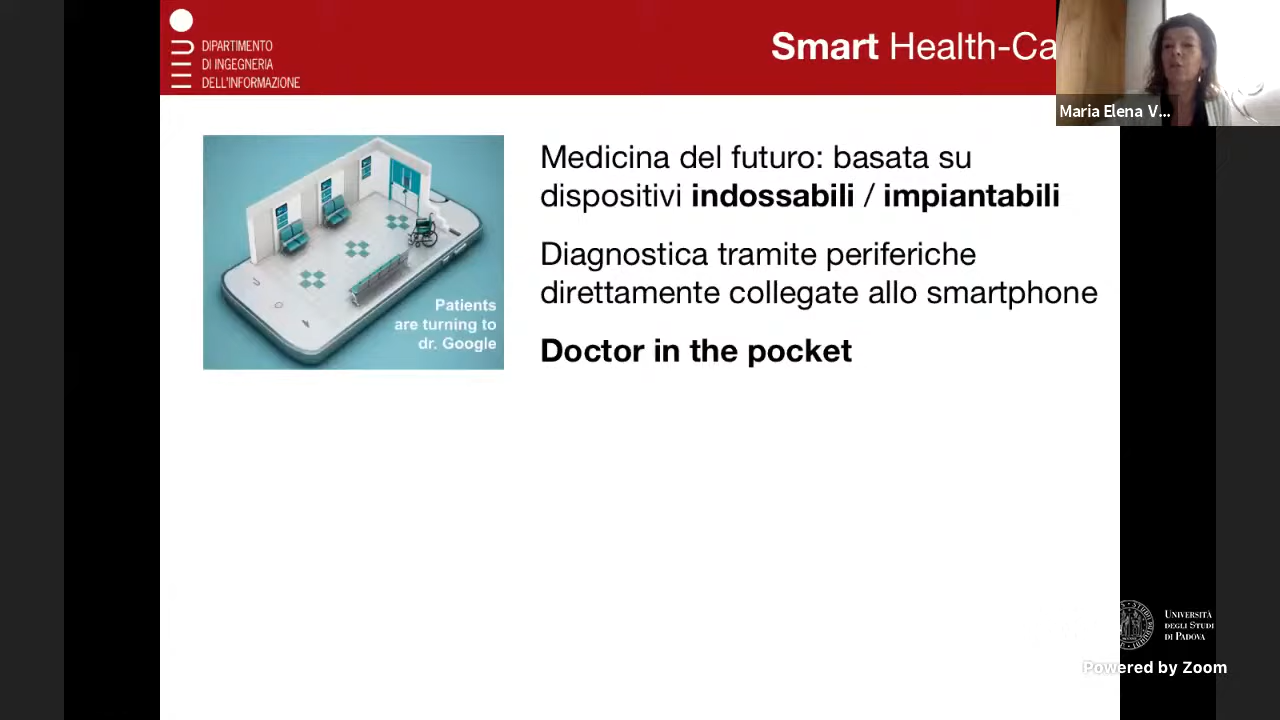 DIPARTIMENTO
DI INGEGNERIA
DELL'INFORMAZIONE
Smart Health-Ca
Maria Elena V...
Medicina del futuro: basata su
dispositivi indossabili / impiantabili
Diagnostica tramite periferiche
direttamente collegate allo smartphone
Doctor in the pocket
Patients
are turning to
dr. Google
UNIVERSITÀ
DEGLI STUDI
DI PADOVA
Powered by Zoom